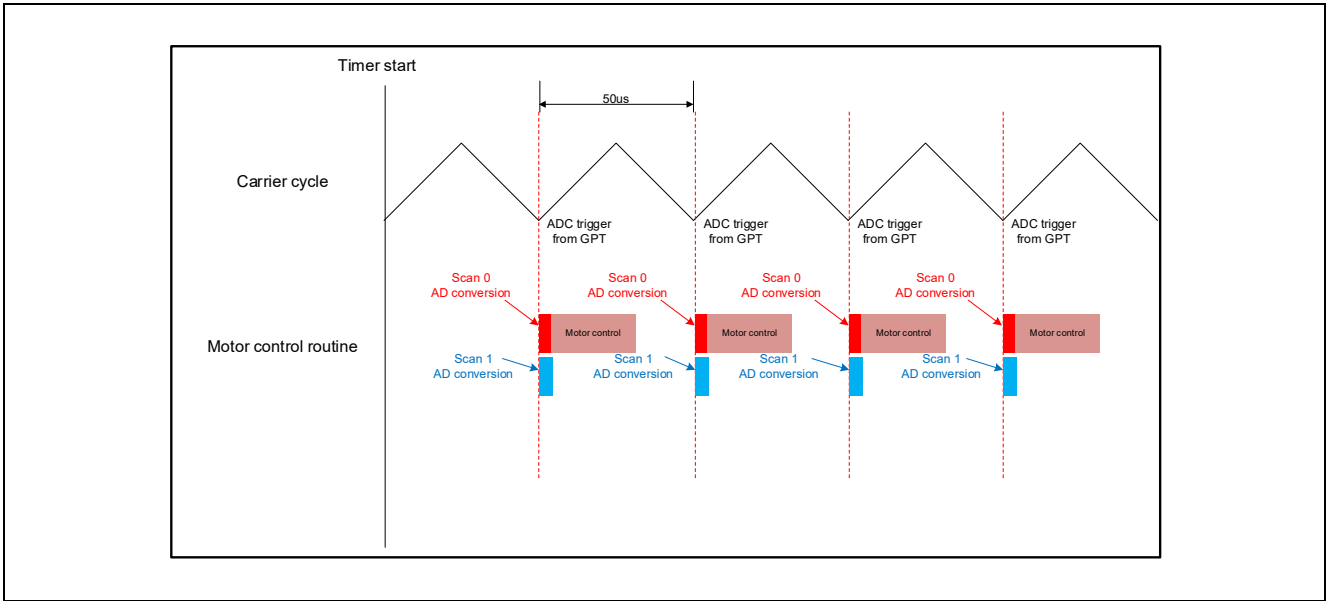 Timer start
50us
Carrier cycle
ADC trigger
from GPT
ADC trigger
from GPT
ADC trigger
from GPT
ADC trigger
from GPT
Scan 0
AD conversion
Scan 0
AD conversion
Scan 0
AD conversion
Scan 0
AD conversion
Motor control routine
Motor control
Motor control
Motor control
Motor control
Scan 1
AD conversion
Scan 1
AD conversion
Scan 1
AD conversion
Scan 1
AD conversion